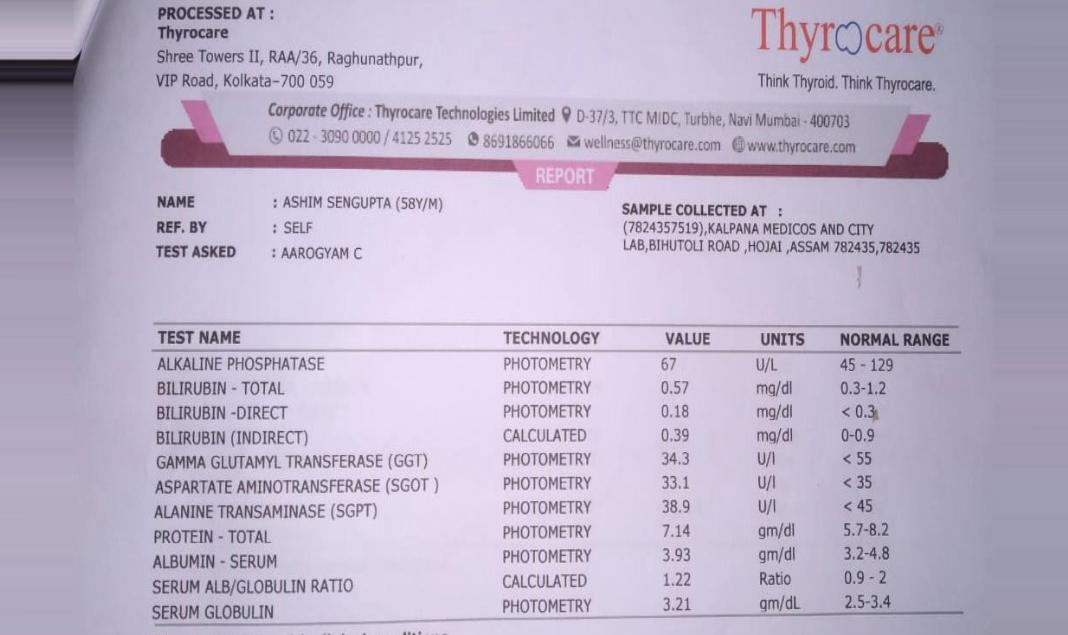 PROCESSED AT :
Thyrocare
Shree Towers II, RAA/36, Raghunathpur,
VIP Road, Kolkata-700 059
Thyrocare®
Think Thyroid. Think Thyrocare.
Corporate Office : Thyrocare Technologies Limited D-37/3, TTC MIDC, Turbhe, Navi Mumbai - 400703
022 - 3090 0000 / 4125 2525 8691866066 wellness@thyrocare.com www.thyrocare.com
REPORT
NAME : ASHIM SENGUPTA (58Y/M)
REF. BY : SELF
TEST ASKED : AAROGYAM C
SAMPLE COLLECTED AT :
(7824357519),KALPANA MEDICOS AND CITY
LAB,BIHUTOLI ROAD ,HOJAI ,ASSAM 782435,782435
TEST NAME TECHNOLOGY VALUE UNITS NORMAL RANGE
ALKALINE PHOSPHATASE PHOTOMETRY 67 U/L 45 - 129
BILIRUBIN - TOTAL PHOTOMETRY 0.57 mg/dl 0.3-1.2
BILIRUBIN -DIRECT PHOTOMETRY 0.18 mg/dl < 0.3
BILIRUBIN (INDIRECT) CALCULATED 0.39 mg/dl 0-0.9
GAMMA GLUTAMYL TRANSFERASE (GGT) PHOTOMETRY 34.3 U/l < 55
ASPARTATE AMINOTRANSFERASE (SGOT ) PHOTOMETRY 33.1 U/l < 35
ALANINE TRANSAMINASE (SGPT) PHOTOMETRY 38.9 U/l < 45
PROTEIN - TOTAL PHOTOMETRY 7.14 gm/dl 5.7-8.2
ALBUMIN - SERUM PHOTOMETRY 3.93 gm/dl 3.2-4.8
SERUM ALB/GLOBULIN RATIO CALCULATED 1.22 Ratio 0.9 - 2
SERUM GLOBULIN PHOTOMETRY 3.21 gm/dL 2.5-3.4